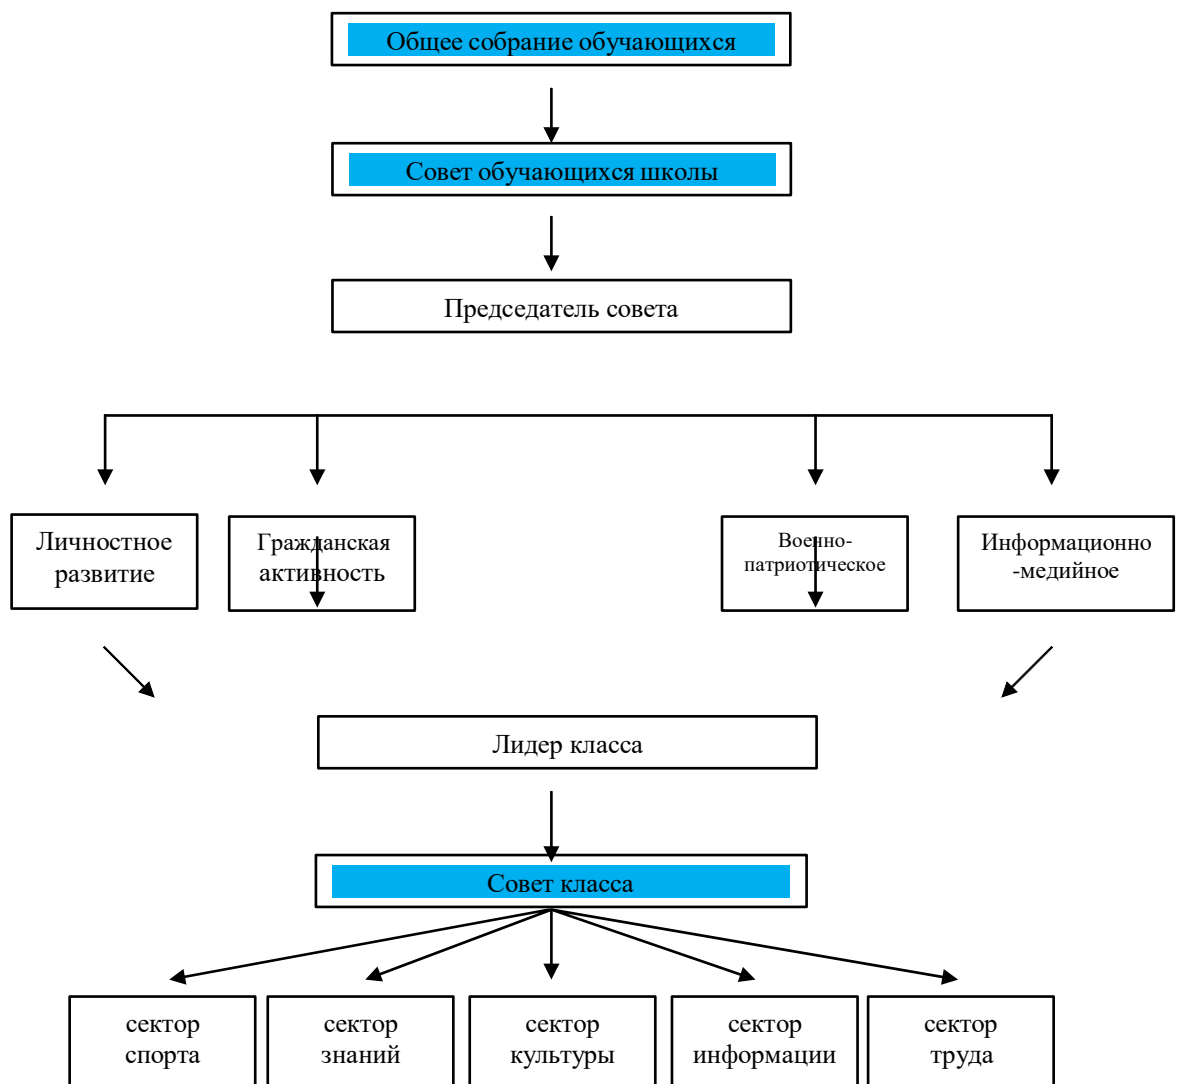 Общее собрание обучающихся
Совет обучающихся школы
Председатель совета
Личностное
развитие
Гражданская
активность
Военно-
патриотическое
Информационно
-медийное
Лидер класса
Совет класса
сектор
спорта
сектор
знаний
сектор
культуры
сектор
информации
сектор
труда